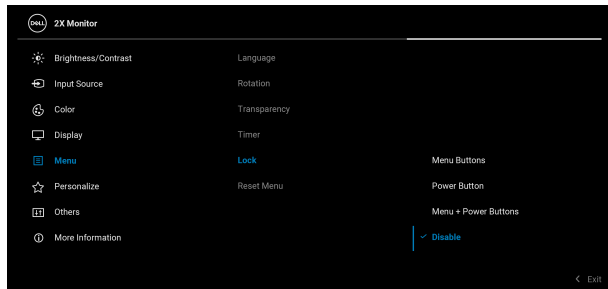 DELL 2X Monitor
Brightness/Contrast Language
Input Source Rotation
Color Transparency
Display Timer
Menu Lock Menu Buttons
Personalize Reset Menu Power Button
Others Menu + Power Buttons
More Information Disable
Exit